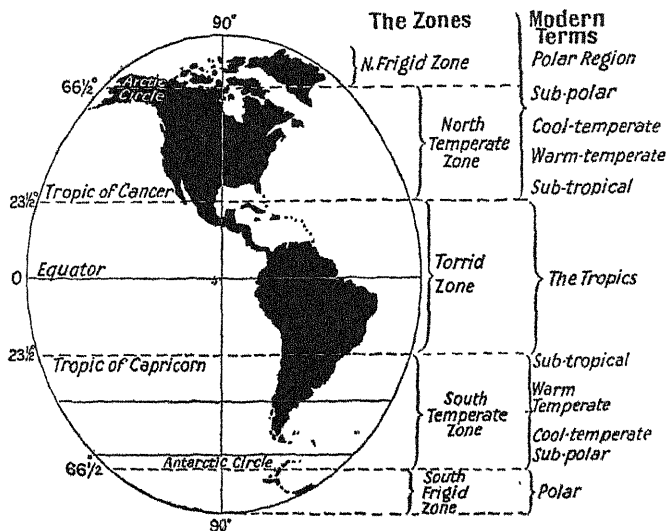 90°
The Zones
Modern
Terms
N. Frigid Zone
Polar Region
66½°
Arctic
Circle
Sub-polar
North
Temperate
Zone
Cool-temperate
Warm-temperate
Sub-tropical
23½°
Tropic of Cancer
0
Equator
Torrid
Zone
The Tropics
23½
Tropic of Capricorn
Sub-tropical
South
Temperate
Zone
Warm
Temperate
Cool-temperate
Sub-polar
66½
Antarctic Circle
South
Frigid
Zone
Polar
90°